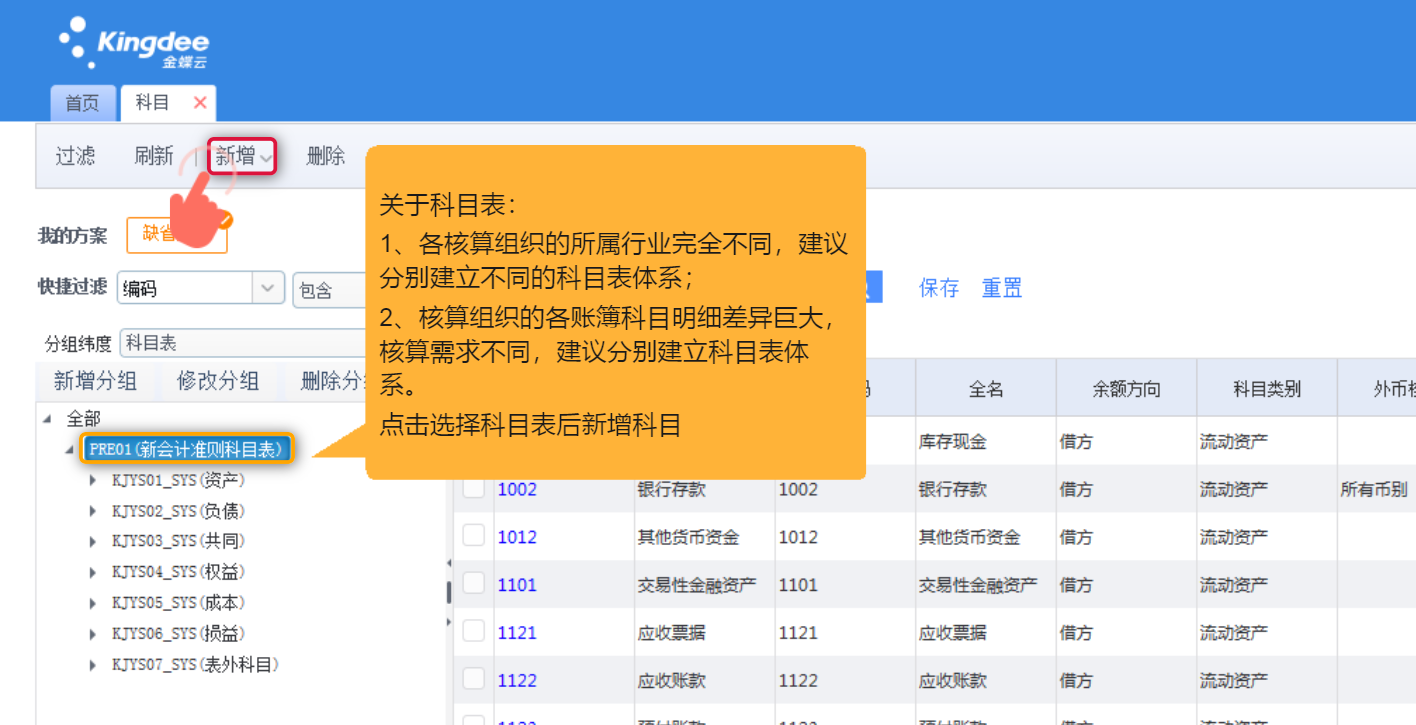 Kingdee
金蝶云
首页
科目
过滤 刷新 | 新增 删除
我的方案 缺省
快捷过滤 编码 包含 保存 重置
分组纬度 科目表
新增分组 修改分组 删除分
关于科目表：
1、各核算组织的所属行业完全不同，建议
分别建立不同的科目表体系；
2、核算组织的各账簿科目明细差异巨大，
核算需求不同，建议分别建立科目表体
系。
点击选择科目表后新增科目
全部
PRE01(新会计准则科目表)
KJYS01_SYS(资产)
KJYS02_SYS(负债)
KJYS03_SYS(共同)
KJYS04_SYS(权益)
KJYS05_SYS(成本)
KJYS06_SYS(损益)
KJYS07_SYS(表外科目)
全名 余额方向 科目类别 外币
库存现金 借方 流动资产
1002 银行存款 1002 银行存款 借方 流动资产 所有币别
1012 其他货币资金 1012 其他货币资金 借方 流动资产
1101 交易性金融资产 1101 交易性金融资产 借方 流动资产
1121 应收票据 1121 应收票据 借方 流动资产
1122 应收账款 1122 应收账款 借方 流动资产